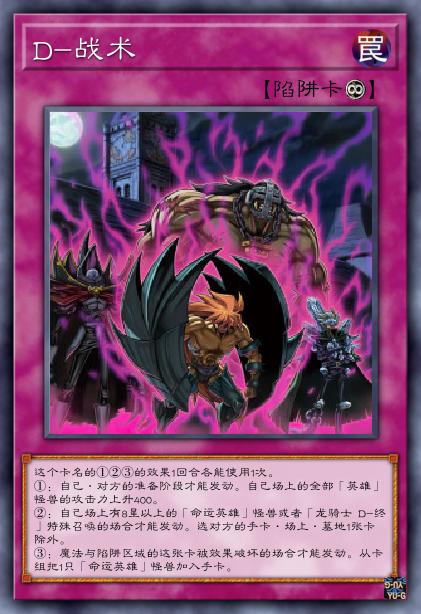 D-战术
罠
【陷阱卡♾】
这个卡名的①②③的效果1回合各能使用1次。
①：自己·对方的准备阶段才能发动。自己场上的全部「英雄」
怪兽的攻击力上升400。
②：自己场上有8星以上的「命运英雄」怪兽或者「龙骑士 D-终
」特殊召唤的场合才能发动。选对方的手卡·场上·墓地1张卡
除外。
③：魔法与陷阱区域的这张卡被效果破坏的场合才能发动。从卡
组把1只「命运英雄」怪兽加入手卡。